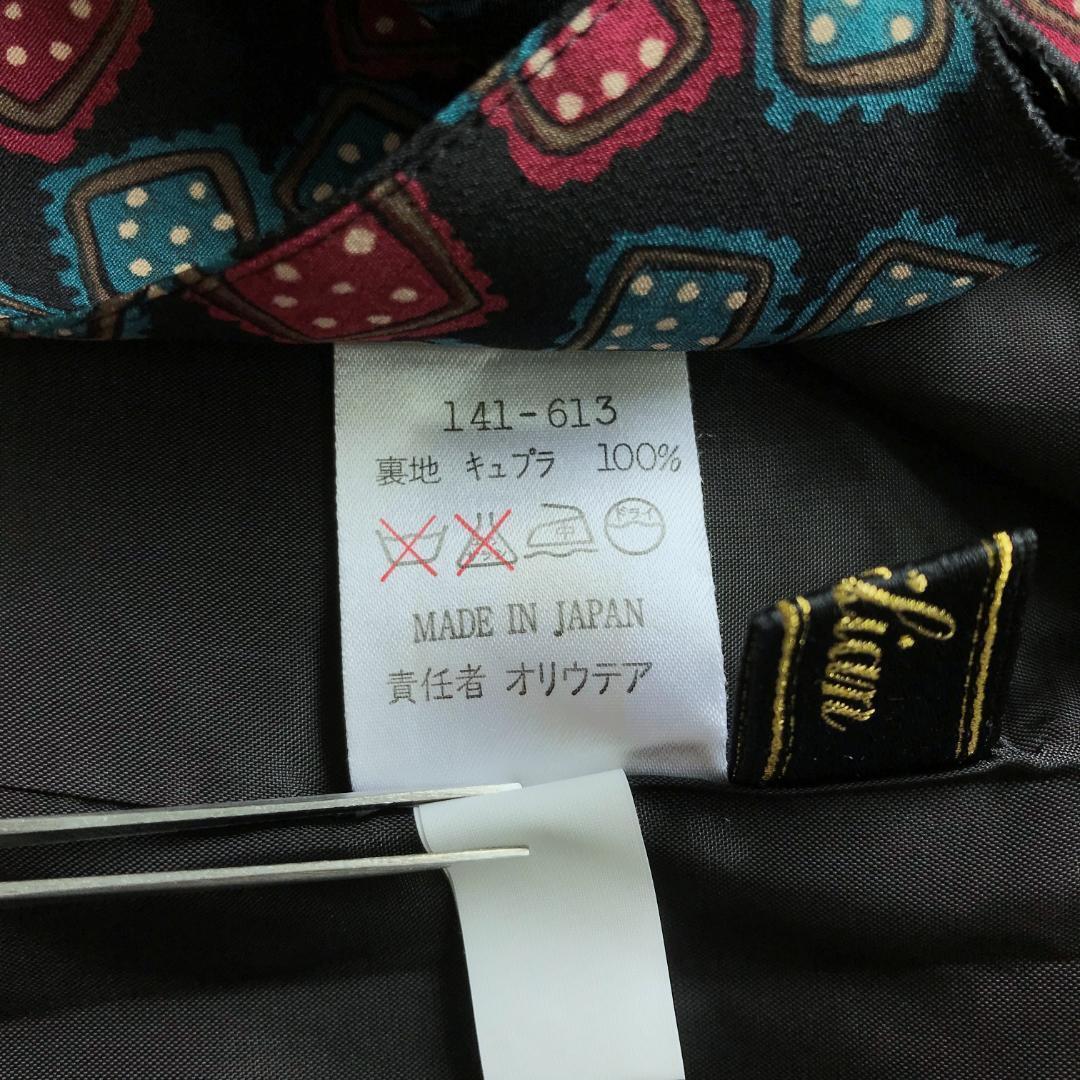 141-613
裏地 キュプラ 100%
中
ドライ
MADE IN JAPAN
責任者 オリウテア